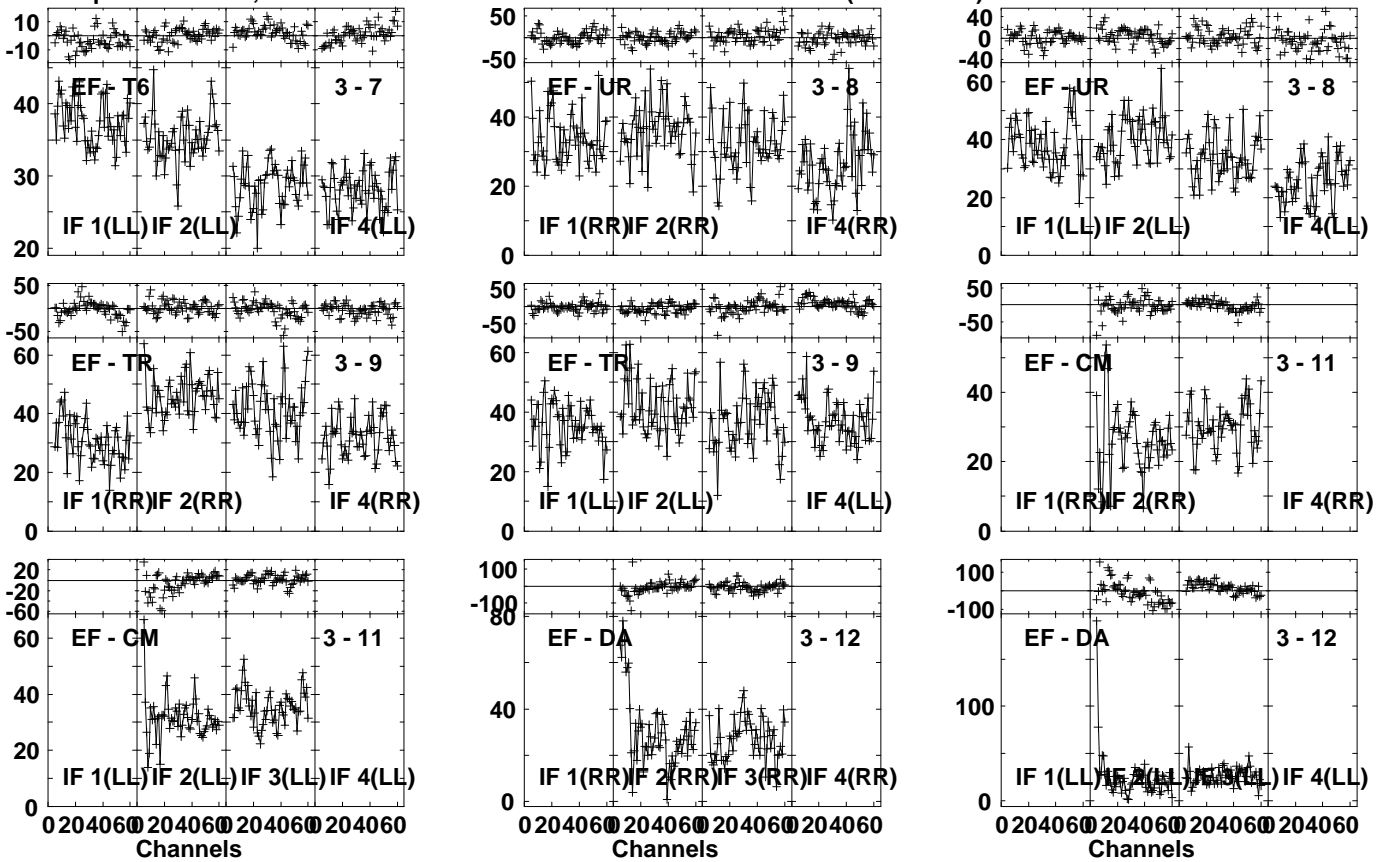 10 50 40
0
-10 -50 -40
EF - T6 3 - 7 EF - UR 3 - 8 EF - UR 3 - 8
40 40 60
40
30 20 20
IF 1(LL) IF 2(LL) IF 4(LL) IF 1(RR) IF 2(RR) IF 4(RR) IF 1(LL) IF 2(LL) IF 4(LL)
20 0 0
50 50 50
-50 -50 -50
EF - TR 3 - 9 EF - TR 3 - 9 EF - CM 3 - 11
60 60
40 40 40
20 20 20
IF 1(RR) IF 2(RR) IF 4(RR) IF 1(LL) IF 2(LL) IF 4(LL) IF 1(RR) IF 2(RR) IF 4(RR)
0 0 0
20 100 100
-20
-60 -100 -100
80
EF - CM 3 - 11 EF - DA 3 - 12 EF - DA 3 - 12
60
40 40 100
20
IF 1(LL) IF 2(LL) IF 3(LL) IF 4(LL) IF 1(RR) IF 2(RR) IF 3(RR) IF 4(RR) IF 1(LL) IF 2(LL) IF 3(LL) IF 4(LL)
0 0 0
0 20 40 60 0 20 40 60 0 20 40 60 0 20 40 60 0 20 40 60 0 20 40 60 0 20 40 60 0 20 40 60 0 20 40 60 0 20 40 60 0 20 40 60 0 20 40 60
Channels Channels Channels